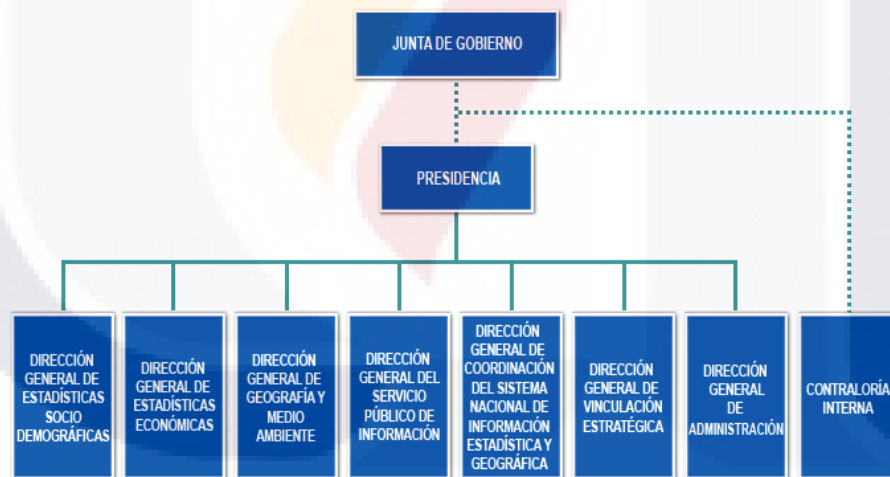 JUNTA DE GOBIERNO
PRESIDENCIA
DIRECCIÓN
GENERAL DE
ESTADÍSTICAS
SOCIO
DEMOGRÁFICAS
DIRECCIÓN
GENERAL DE
ESTADÍSTICAS
ECONÓMICAS
DIRECCIÓN
GENERAL DE
GEOGRAFÍA Y
MEDIO
AMBIENTE
DIRECCIÓN
GENERAL DEL
SERVICIO
PÚBLICO DE
INFORMACIÓN
DIRECCIÓN
GENERAL DE
COORDINACIÓN
DEL SISTEMA
NACIONAL DE
INFORMACIÓN
ESTADÍSTICA Y
GEOGRÁFICA
DIRECCIÓN
GENERAL DE
VINCULACIÓN
ESTRATÉGICA
DIRECCIÓN
GENERAL
DE
ADMINISTRACIÓN
CONTRALORÍA
INTERNA